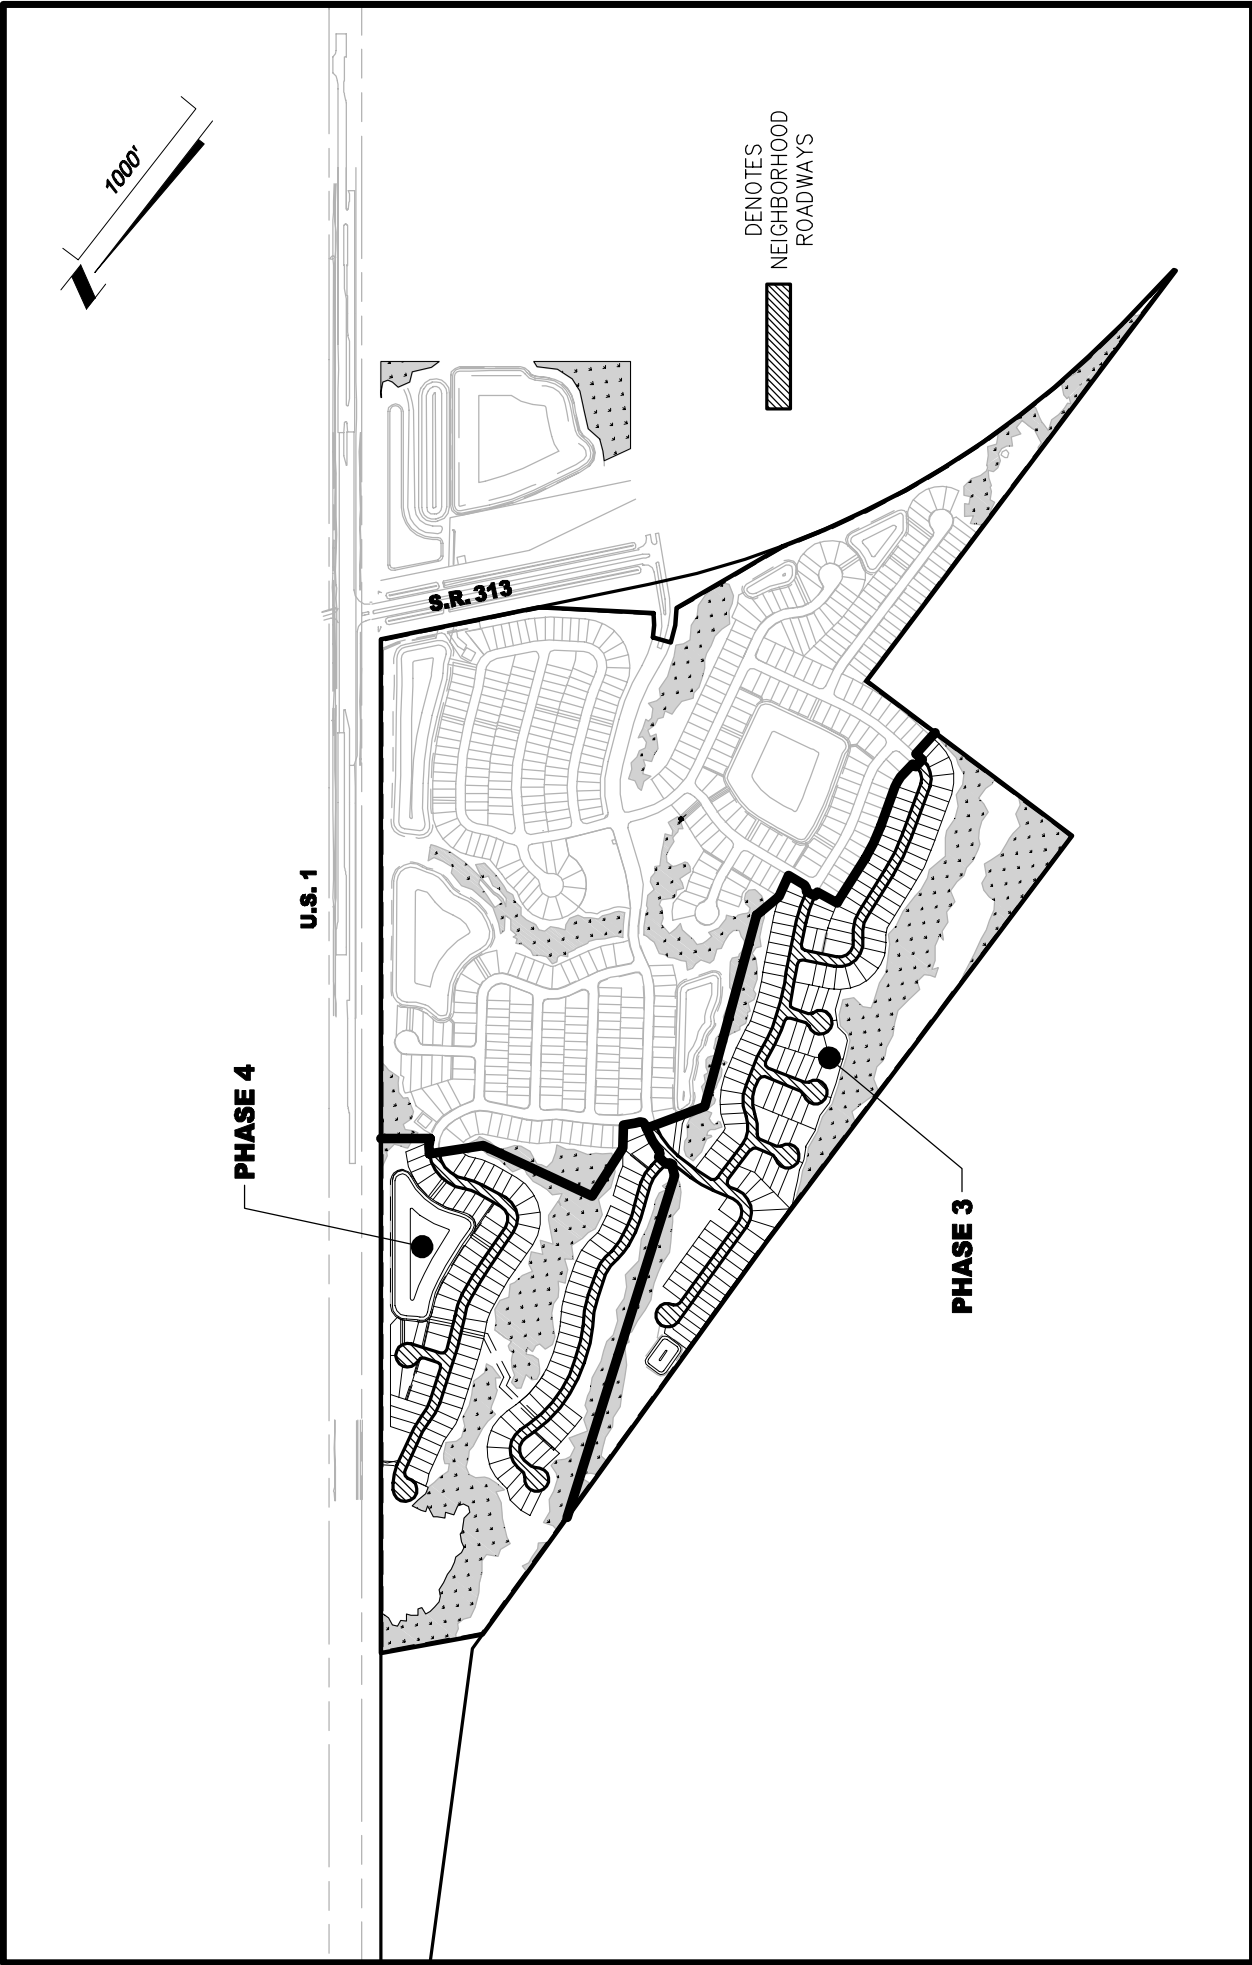 1000'
DENOTES
NEIGHBORHOOD
ROADWAYS
S.R. 313
U.S. 1
PHASE 4
PHASE 3